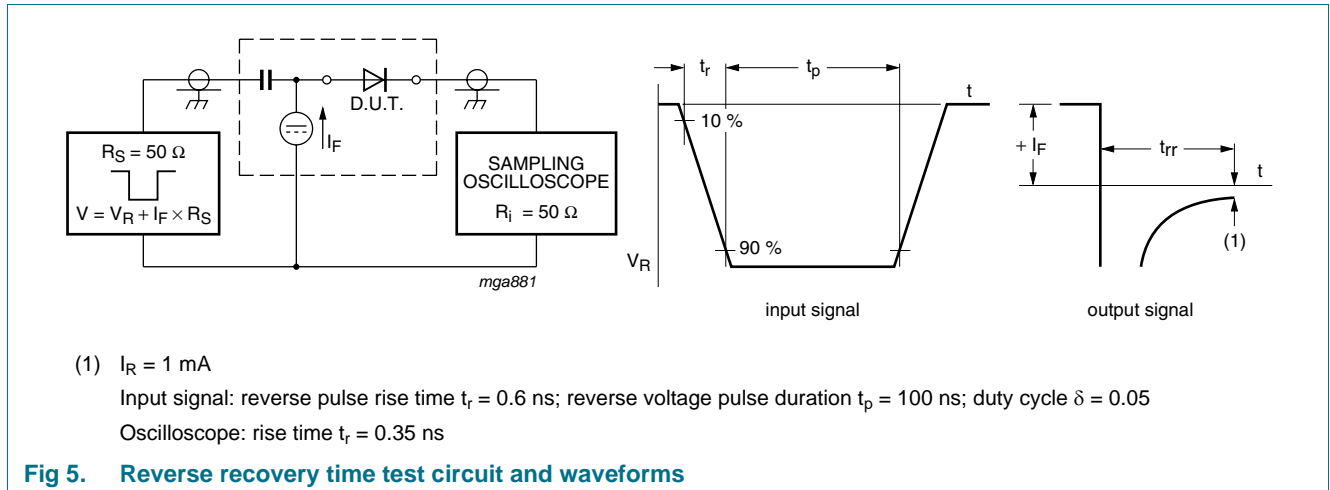 D.U.T.
I_F
R_S = 50 Ω
V = V_R + I_F × R_S
SAMPLING
OSCILLOSCOPE
R_i = 50 Ω
mga881
t_r
t_p
t
10 %
90 %
V_R
input signal
+ I_F
t_rr
t
(1)
output signal
(1) I_R = 1 mA
Input signal: reverse pulse rise time t_r = 0.6 ns; reverse voltage pulse duration t_p = 100 ns; duty cycle δ = 0.05
Oscilloscope: rise time t_r = 0.35 ns
Fig 5. Reverse recovery time test circuit and waveforms